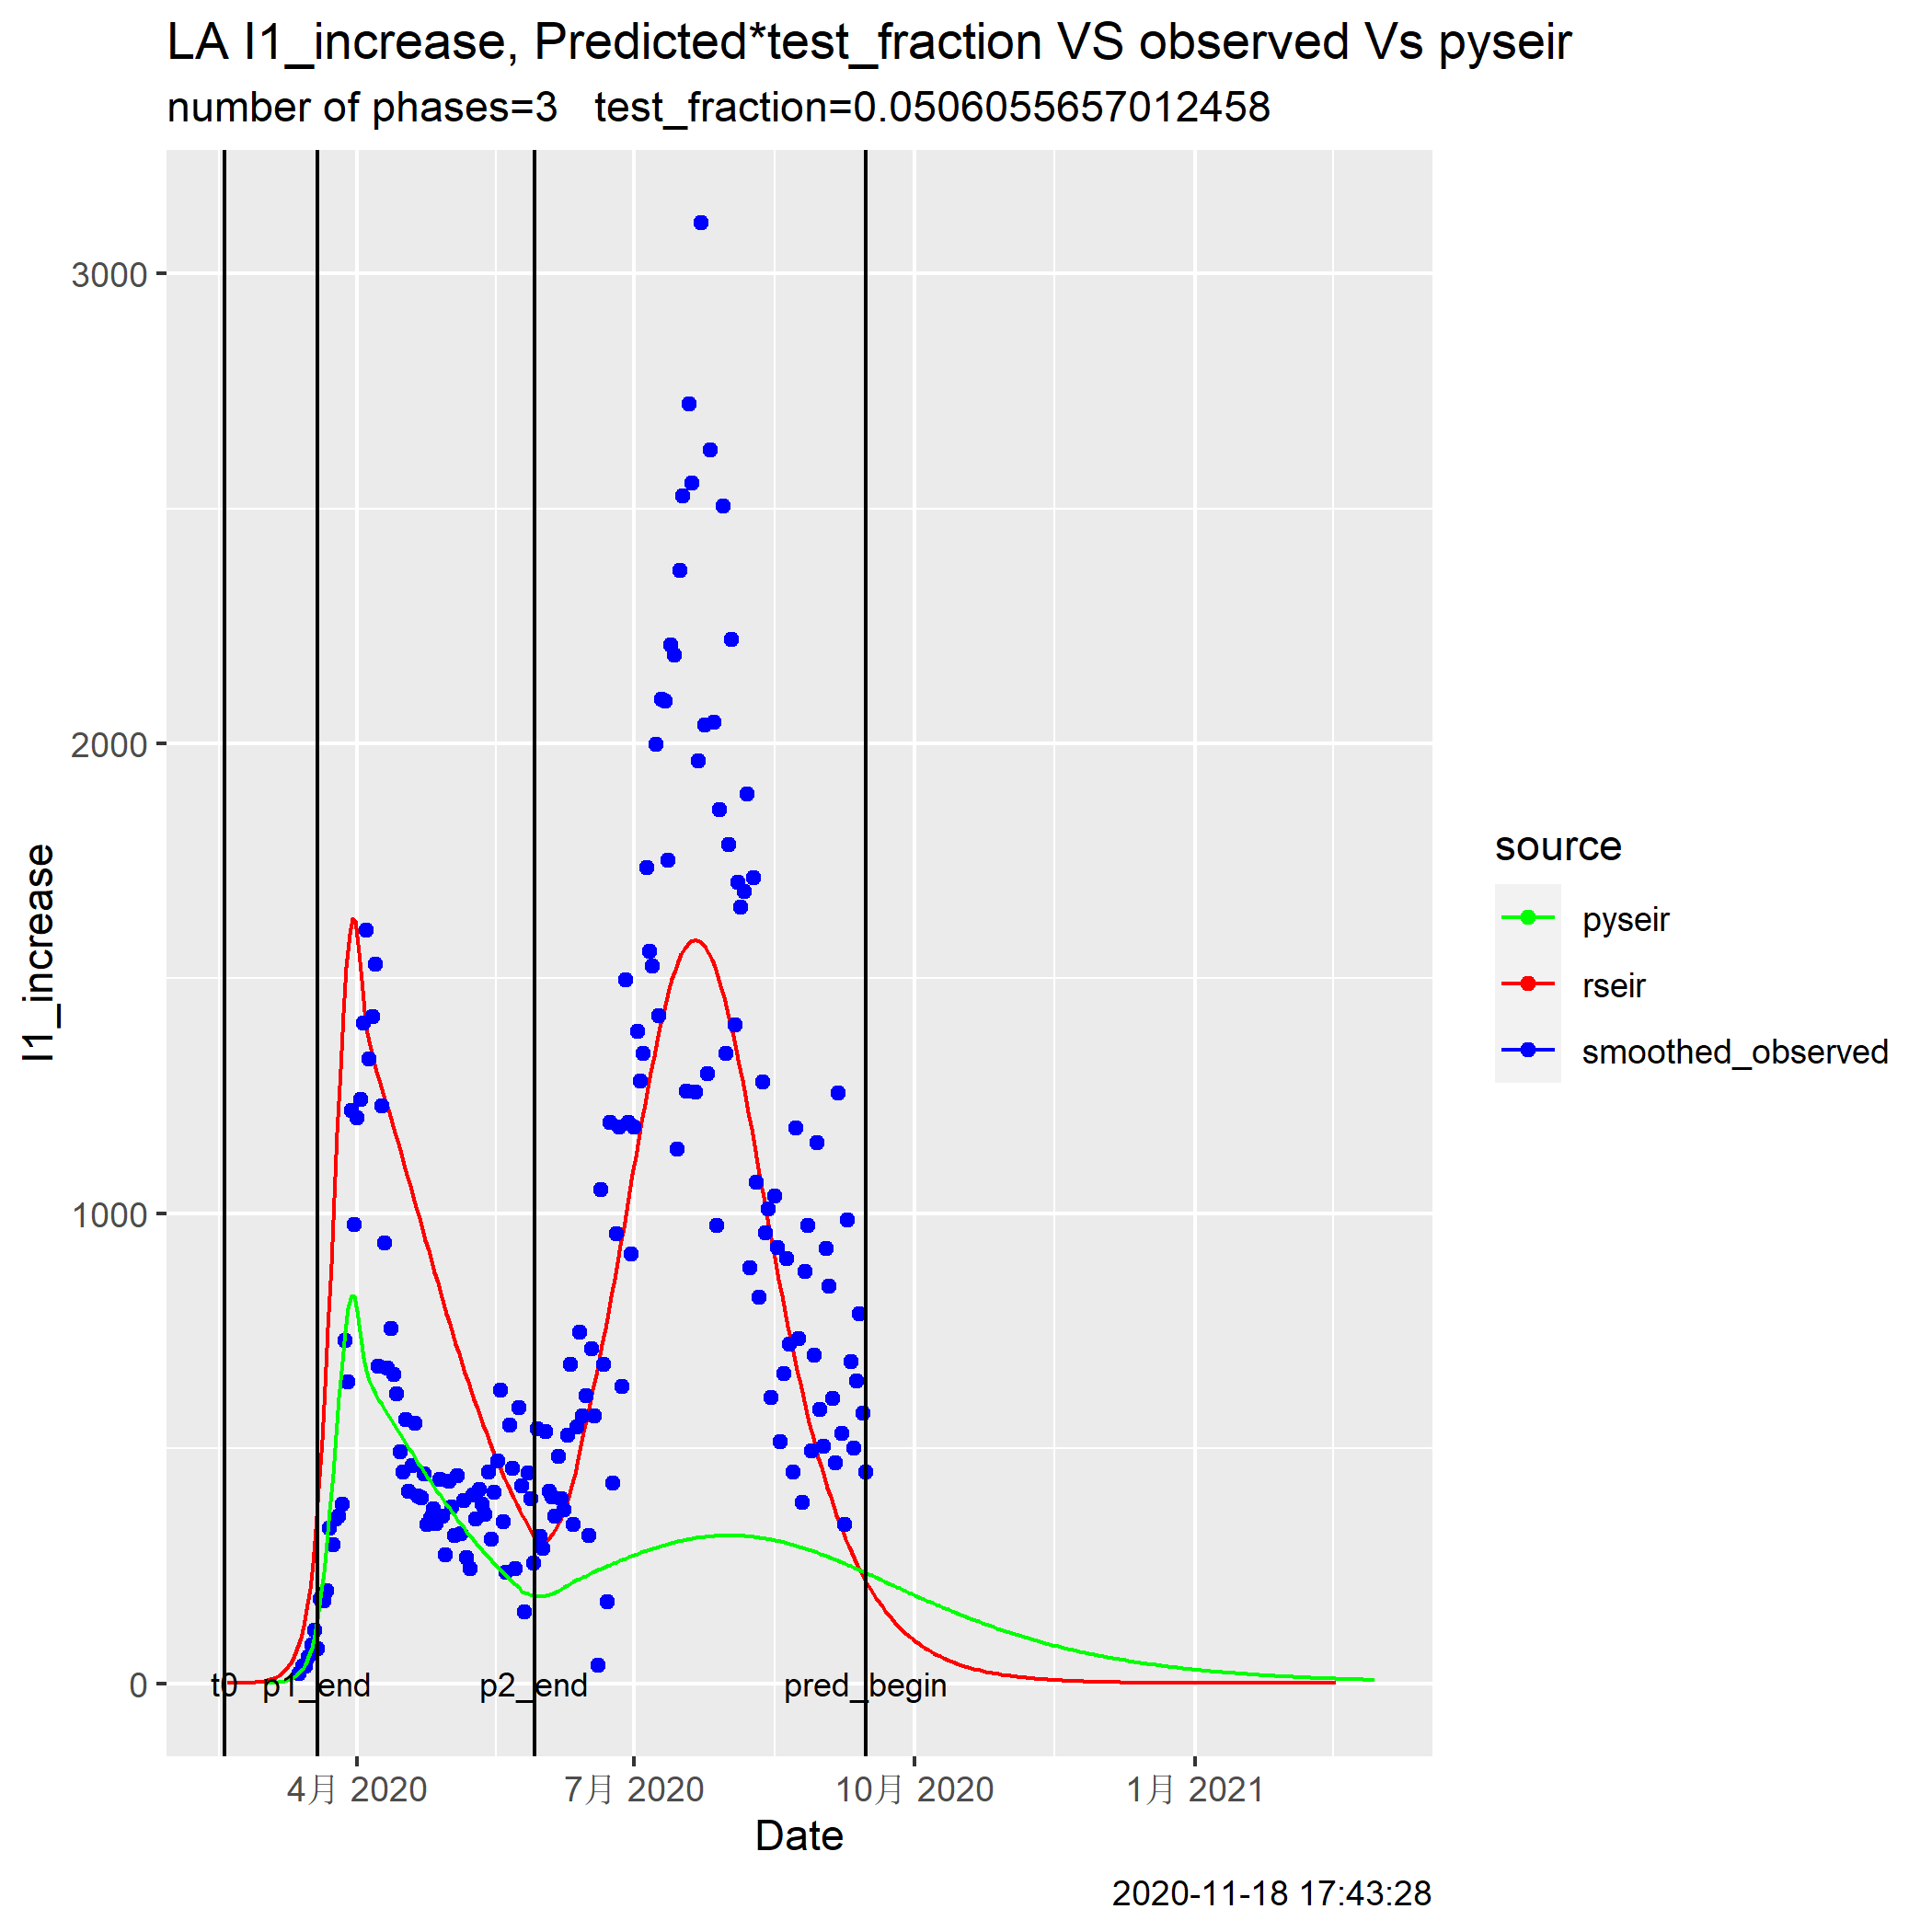 LA I1_increase, Predicted*test_fraction VS observed Vs pyseir
number of phases=3   test_fraction=0.0506055657012458
3000
2000
1000
0
I1_increase
t0
p1_end
p2_end
pred_begin
4月 2020
7月 2020
10月 2020
1月 2021
Date
source
pyseir
rseir
smoothed_observed
2020-11-18 17:43:28